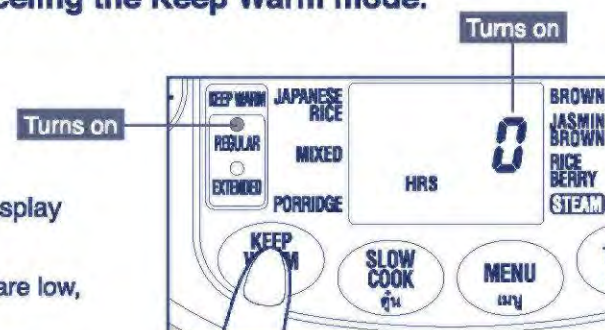 celing the Keep Warm mode.
Turns on
KEEP WARM
JAPANESE
RICE
BROWN
JASMIN
BROWN
Turns on
REGULAR
MIXED
0
HRS
RICE
BERRY
EXTENDED
PORRIDGE
STEAM
splay
are low,
KEEP
SLOW
COOK
ตุ๋น
MENU
เมนู